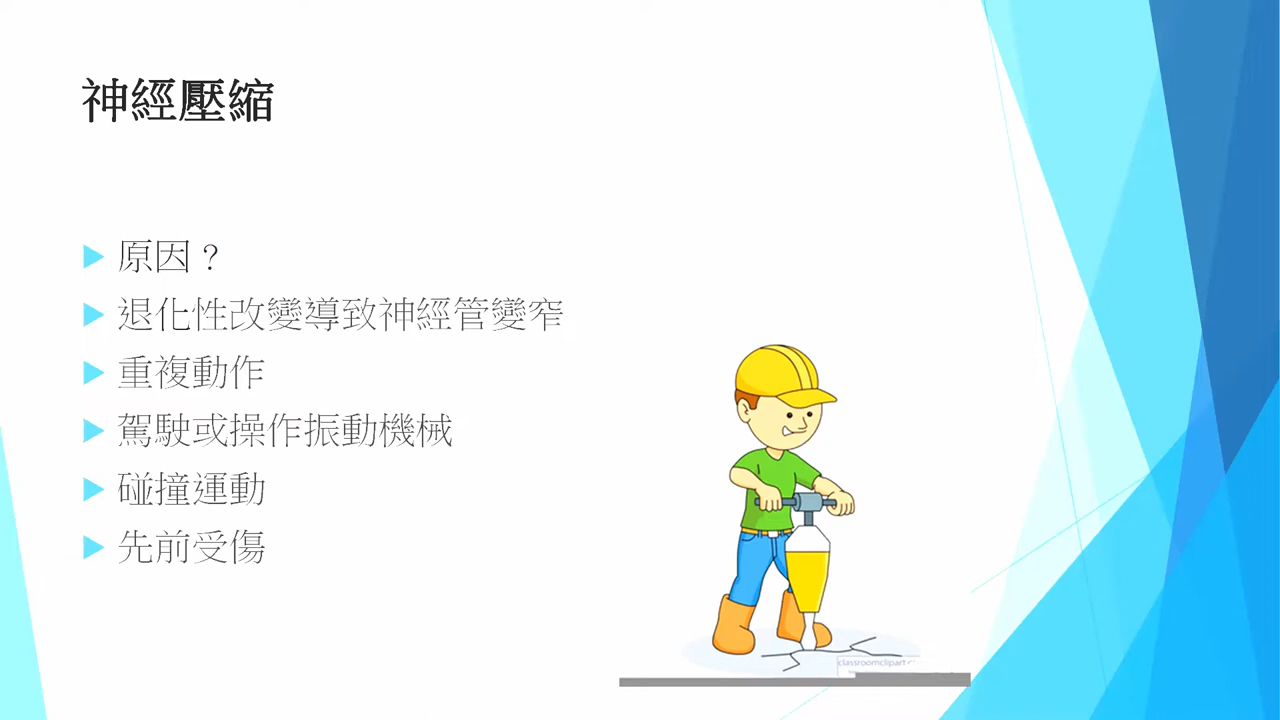 神經壓縮
原因？
退化性改變導致神經管變窄
重複動作
駕駛或操作振動機械
碰撞運動
先前受傷
classroomclipart.c